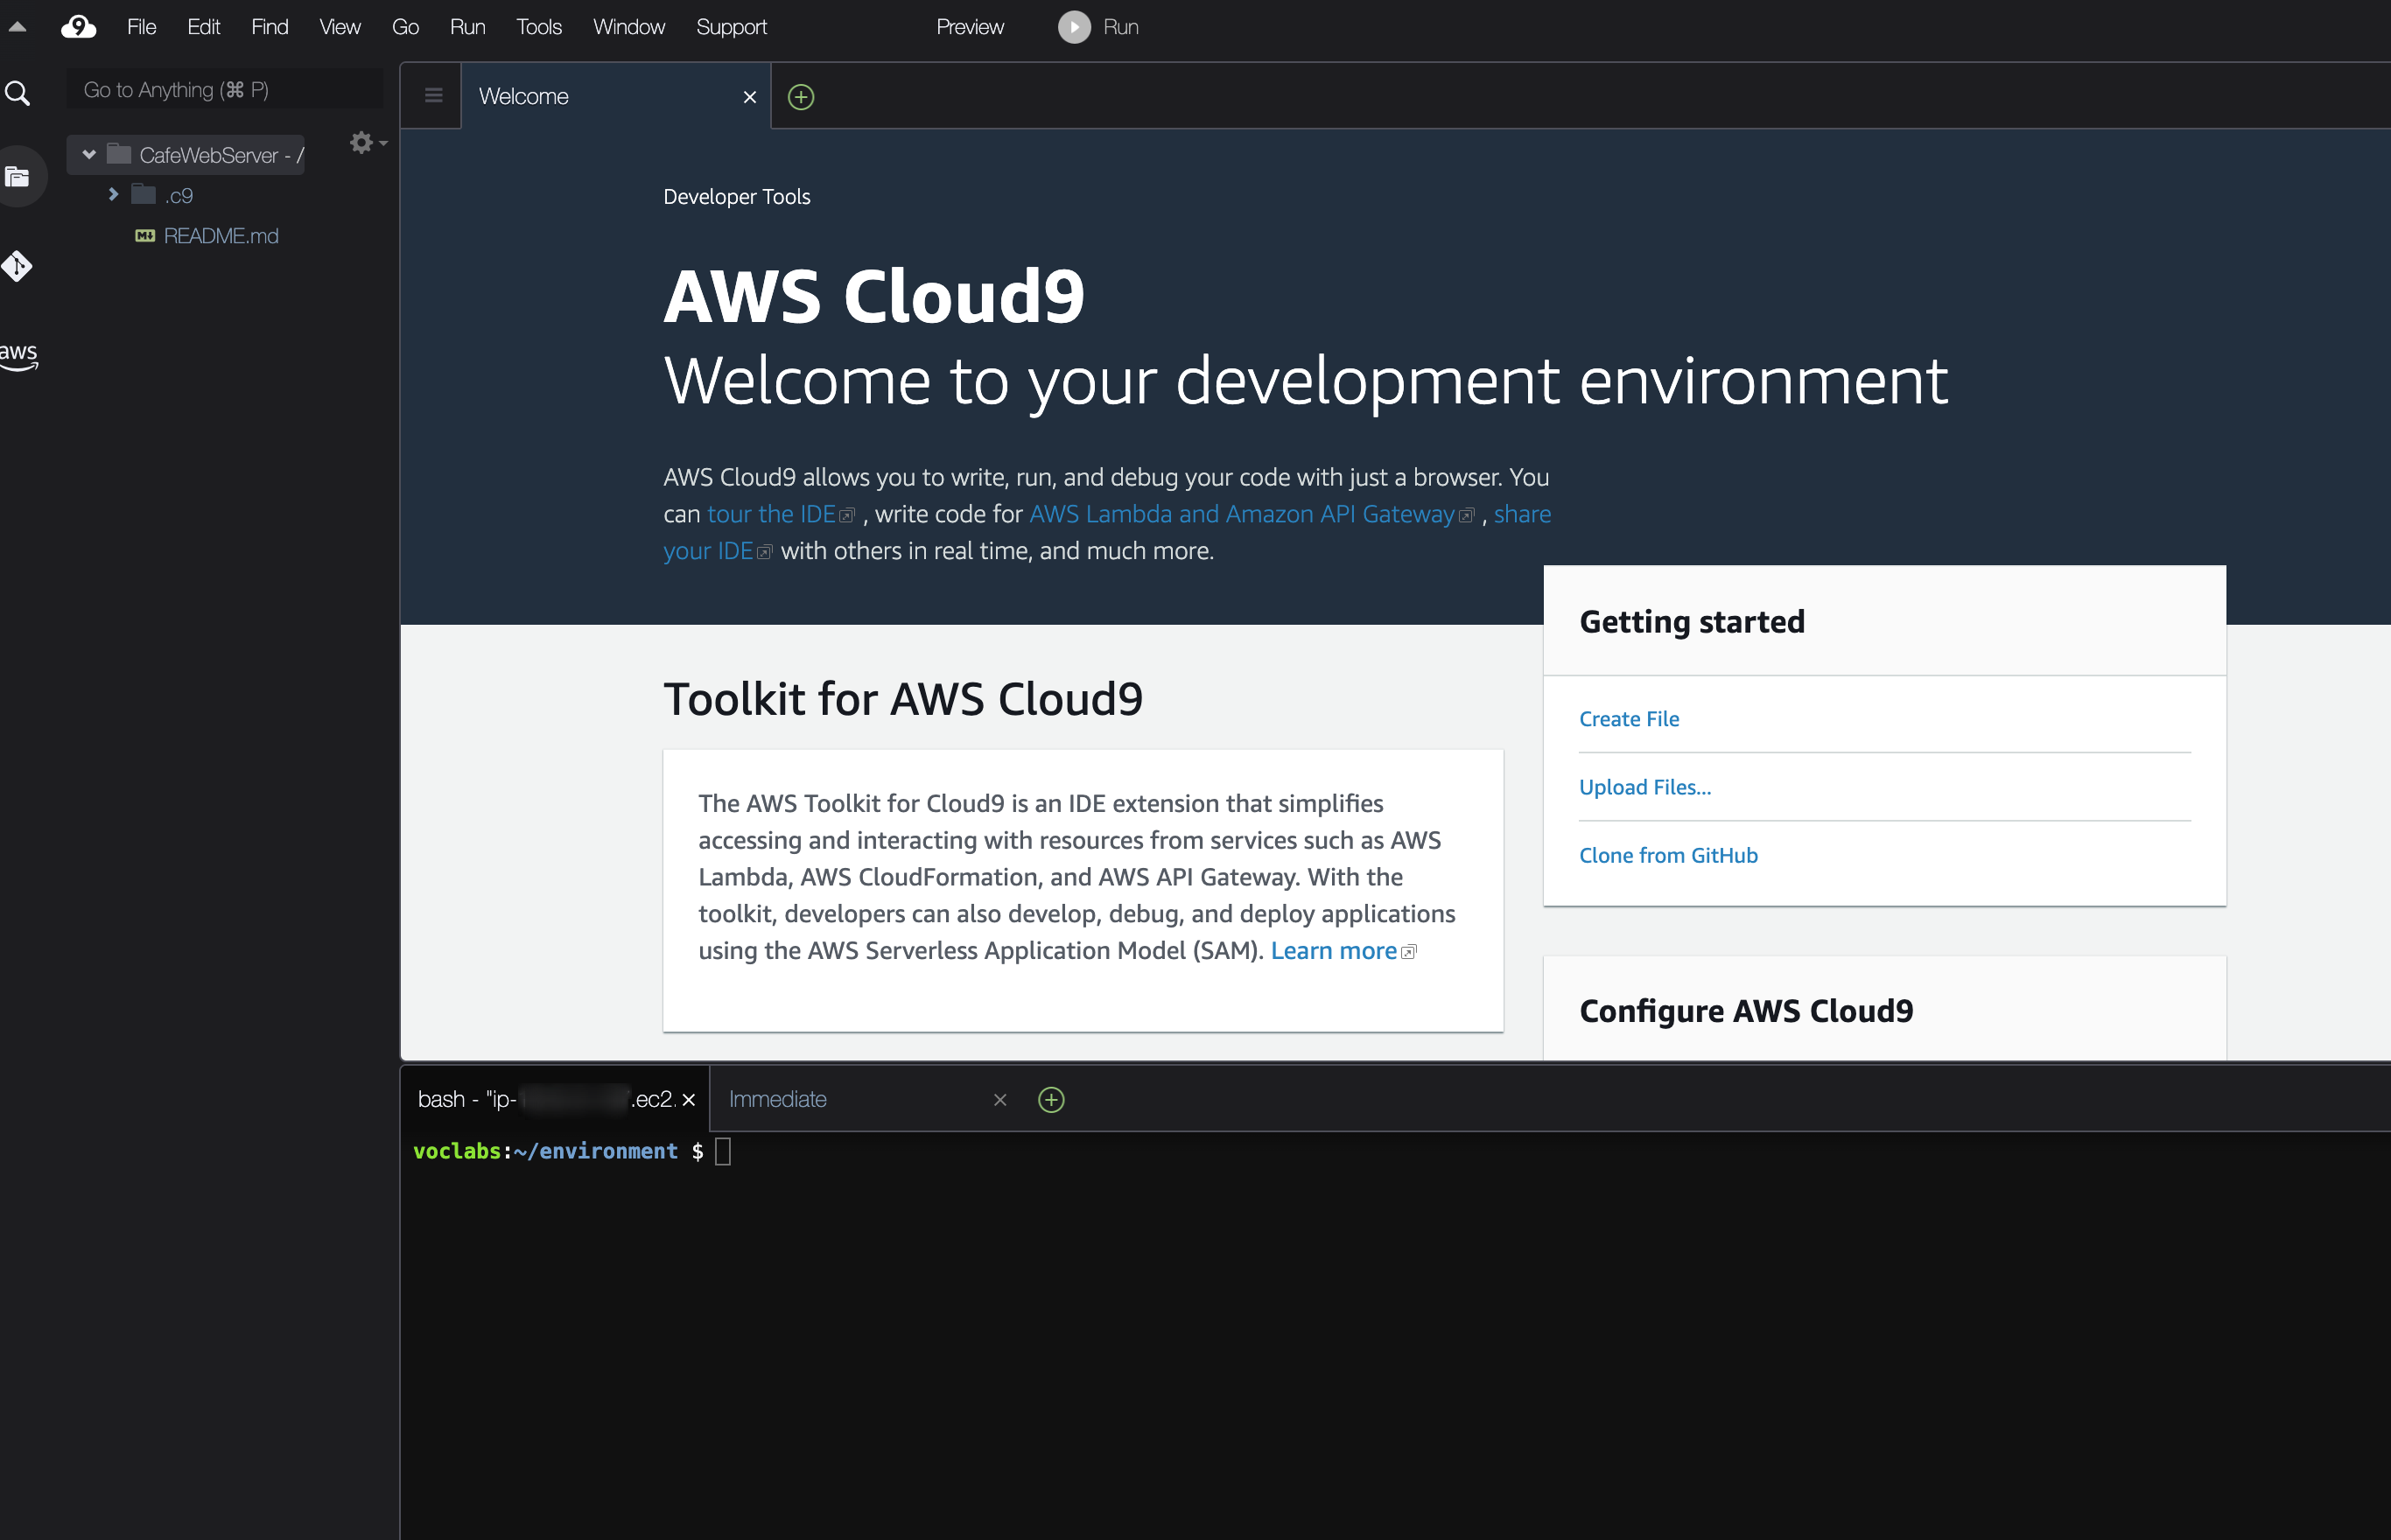 9 File Edit Find View Go Run Tools Window Support Preview Run
Go to Anything (⌘ P)
CafeWebServer - /
.c9
README.md
aws
Welcome
Developer Tools
AWS Cloud9
Welcome to your development environment
AWS Cloud9 allows you to write, run, and debug your code with just a browser. You
can tour the IDE , write code for AWS Lambda and Amazon API Gateway , share
your IDE with others in real time, and much more.
Toolkit for AWS Cloud9
The AWS Toolkit for Cloud9 is an IDE extension that simplifies
accessing and interacting with resources from services such as AWS
Lambda, AWS CloudFormation, and AWS API Gateway. With the
toolkit, developers can also develop, debug, and deploy applications
using the AWS Serverless Application Model (SAM). Learn more
Getting started
Create File
Upload Files...
Clone from GitHub
Configure AWS Cloud9
bash - "ip- .ec2. Immediate
voclabs:~/environment $